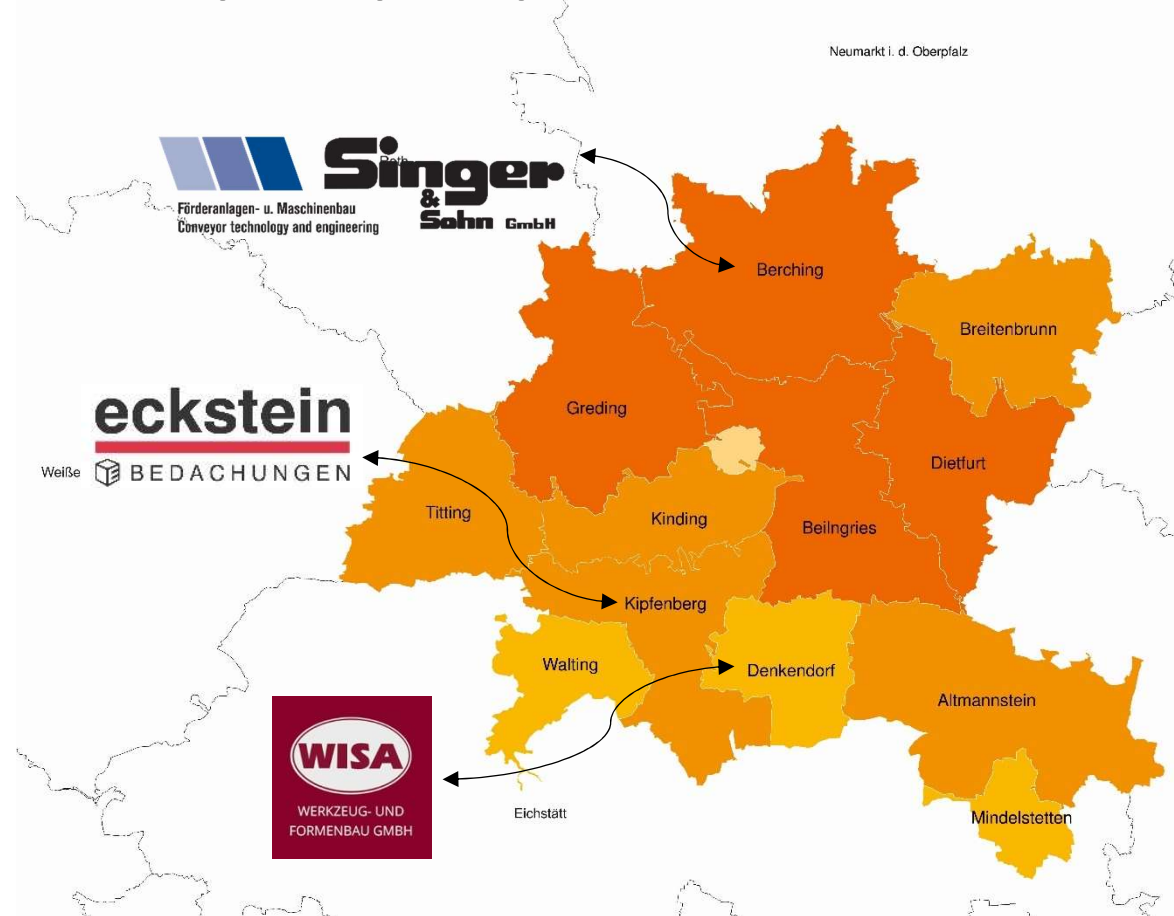 Neumarkt i. d. Oberpfalz
Roth
Singer
&
Sohn GmbH
Förderanlagen- u. Maschinenbau
Conveyor technology and engineering
Berching
Breitenbrunn
eckstein
BEDACHUNGEN
Greding
Weiße
Dietfurt
Titting
Kinding
Beilngries
Kipfenberg
Walting
Denkendorf
Altmannstein
WISA
WERKZEUG- UND
FORMENBAU GMBH
Eichstätt
Mindelstetten